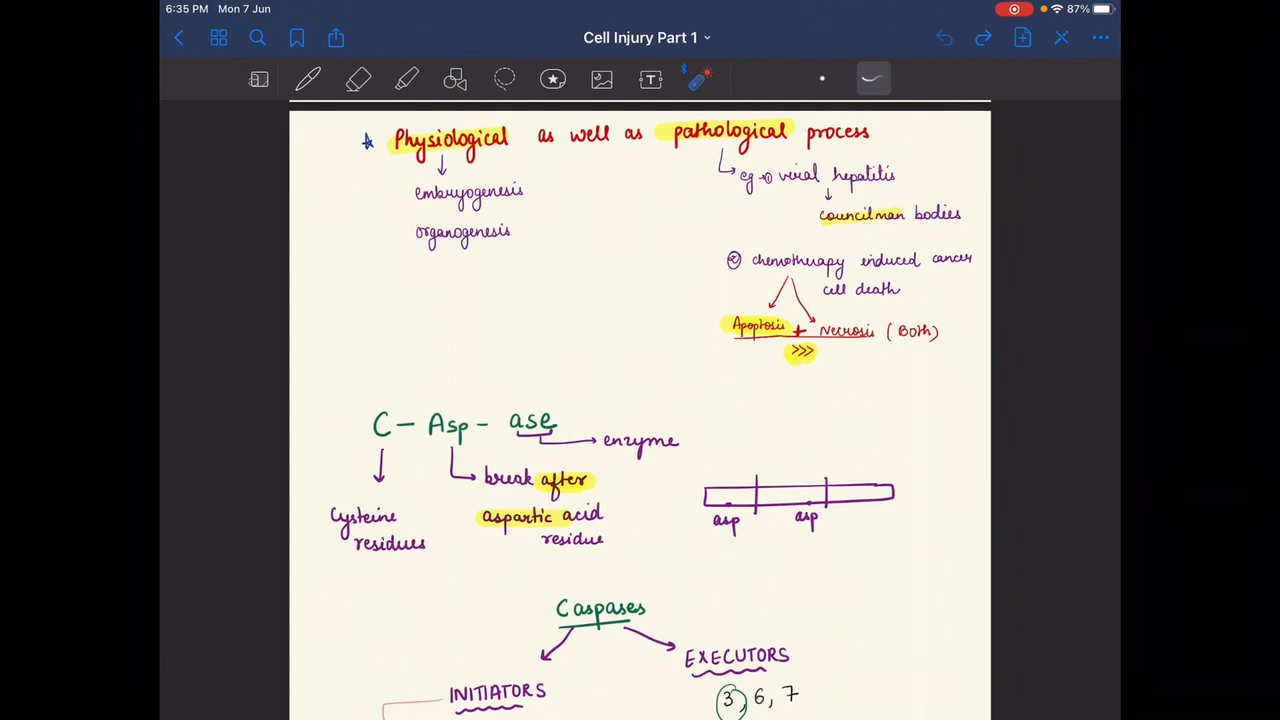 6:35 PM Mon 7 Jun
87%
Cell Injury Part 1
Physiological as well as pathological process
embryogenesis
organogenesis
eg → ① viral hepatitis
councilman bodies
② chemotherapy induced cancer
cell death
Apoptosis + Necrosis (Both)
>>>
C - Asp - ase
enzyme
break after
aspartic acid
residue
Cysteine
residues
asp asp
Caspases
EXECUTORS
3, 6, 7
INITIATORS